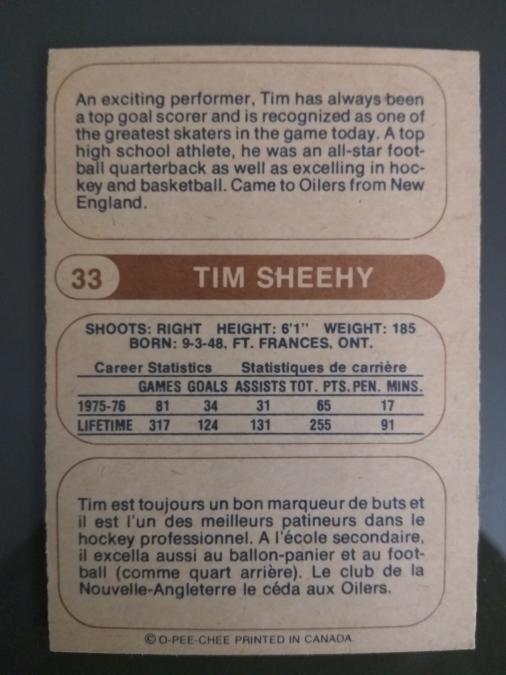 An exciting performer, Tim has always been
a top goal scorer and is recognized as one of
the greatest skaters in the game today. A top
high school athlete, he was an all-star foot-
ball quarterback as well as excelling in hoc-
key and basketball. Came to Oilers from New
England.
33 TIM SHEEHY
SHOOTS: RIGHT HEIGHT: 6'1" WEIGHT: 185
BORN: 9-3-48, FT. FRANCES, ONT.
Career Statistics Statistiques de carrière
GAMES GOALS ASSISTS TOT. PTS. PEN. MINS.
1975-76 81 34 31 65 17
LIFETIME 317 124 131 255 91
Tim est toujours un bon marqueur de buts et
il est l'un des meilleurs patineurs dans le
hockey professionnel. A l'école secondaire,
il excella aussi au ballon-panier et au foot-
ball (comme quart arrière). Le club de la
Nouvelle-Angleterre le céda aux Oilers.
© O-PEE-CHEE PRINTED IN CANADA